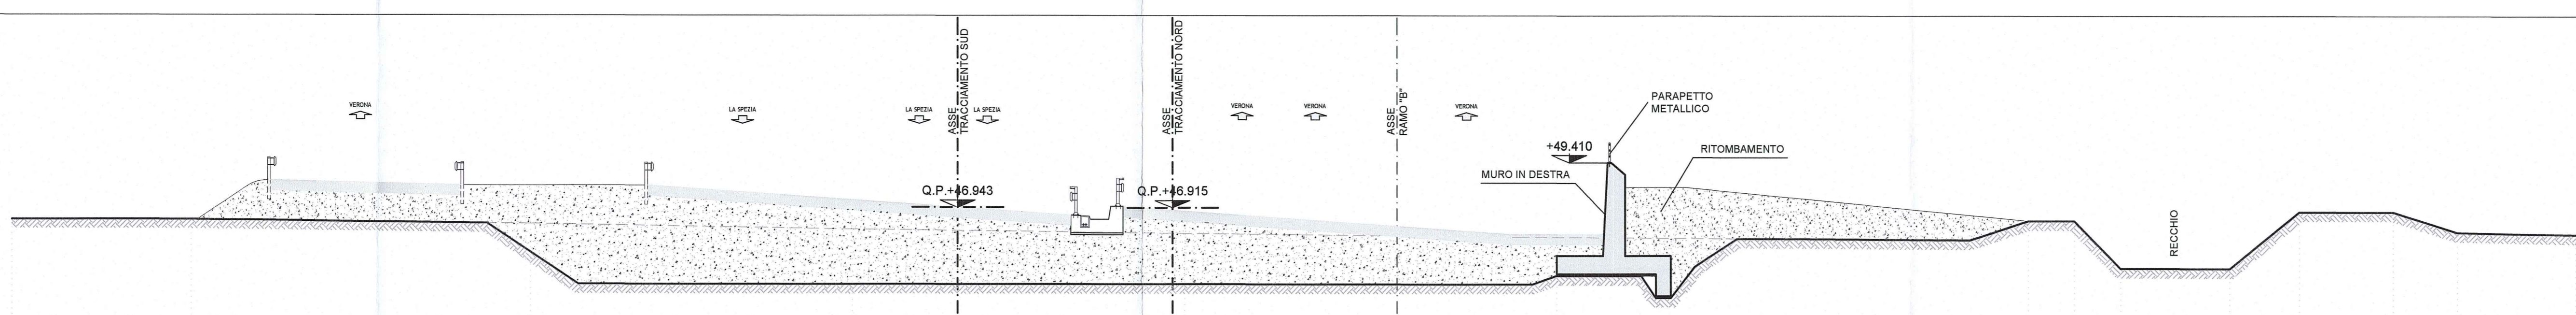 VERONA
LA SPEZIA
LA SPEZIA
LA SPEZIA
ASSE
TRACCIAMENTO SUD
ASSE
TRACCIAMENTO NORD
VERONA
VERONA
ASSE
RAMO "B"
VERONA
PARAPETTO
METALLICO
+49.410
RITOMBAMENTO
MURO IN DESTRA
Q.P.+46.943
Q.P.+46.915
RECCHIO